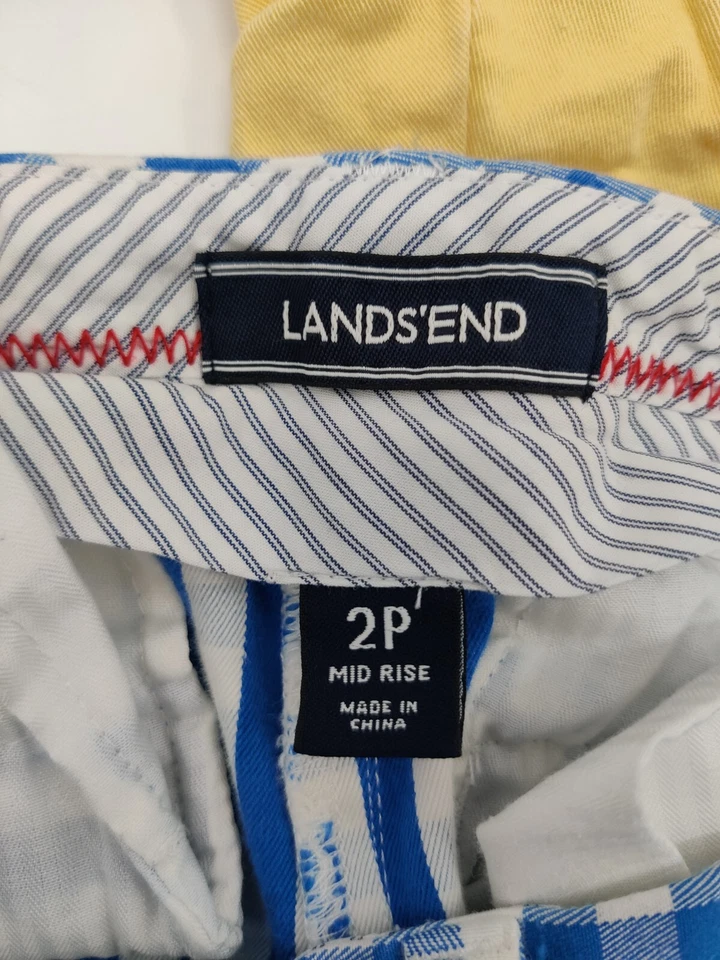 LANDS'END
2P
MID RISE
MADE IN
CHINA